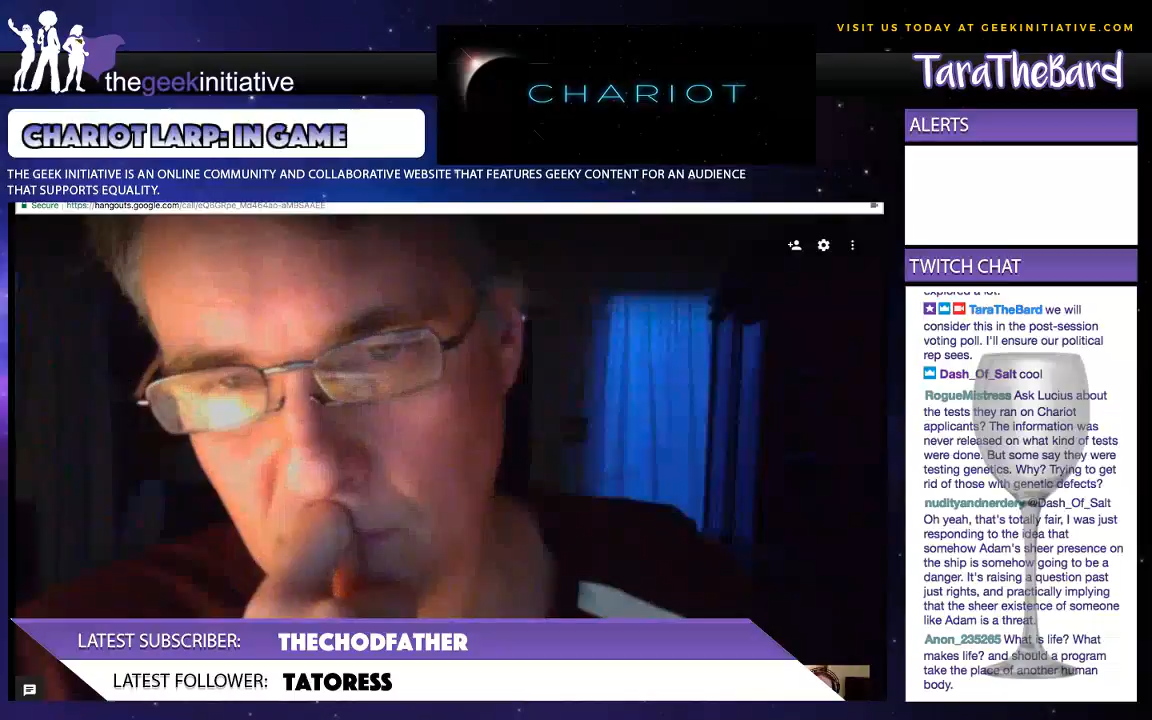 VISIT US TODAY AT GEEKINITIATIVE.COM
thegeekinitiative
CHARIOT
TaraTheBard
CHARIOT LARP: IN GAME
THE GEEK INITIATIVE IS AN ONLINE COMMUNITY AND COLLABORATIVE WEBSITE THAT FEATURES GEEKY CONTENT FOR AN AUDIENCE
THAT SUPPORTS EQUALITY.
Secure https://hangouts.google.com/call/
ALERTS
TWITCH CHAT
explored a lot.
TaraTheBard we will
consider this in the post-session
voting poll. I'll ensure our political
rep sees.
Dash_Of_Salt cool
RogueMistress Ask Lucius about
the tests they ran on Chariot
applicants? The information was
never released on what kind of tests
were done. But some say they were
testing genetics. Why? Trying to get
rid of those with genetic defects?
nudityandnerdery @Dash_Of_Salt
Oh yeah, that's totally fair, I was just
responding to the idea that
somehow Adam's sheer presence on
the ship is somehow going to be a
danger. It's raising a question past
just rights, and practically implying
that the sheer existence of someone
like Adam is a threat.
Anon_235265 What is life? What
makes life? and should a program
take the place of another human
body.
LATEST SUBSCRIBER: THECHODFATHER
LATEST FOLLOWER: TATORESS